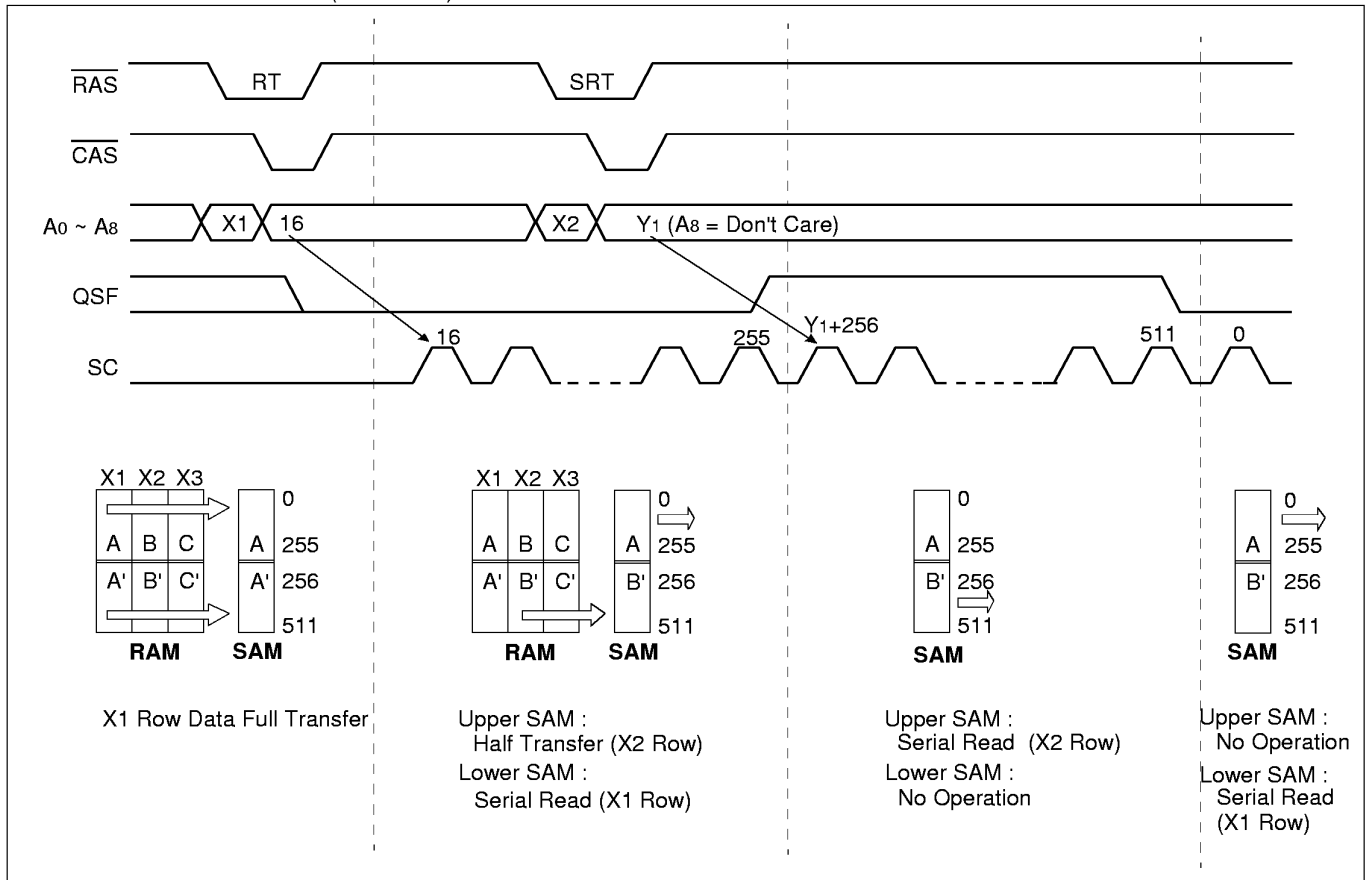 RAS RT SRT
CAS
A0 ~ A8 X1 16 X2 Y1 (A8 = Don't Care)
QSF
SC 16 255 Y1+256 511 0
X1 X2 X3
0
A B C A 255
A' B' C' A' 256
511
RAM SAM
X1 Row Data Full Transfer
X1 X2 X3
0
A B C A 255
A' B' C' B' 256
511
RAM SAM
Upper SAM :
Half Transfer (X2 Row)
Lower SAM :
Serial Read (X1 Row)
0
A 255
B' 256
511
SAM
Upper SAM :
Serial Read (X2 Row)
Lower SAM :
No Operation
0
A 255
B' 256
511
SAM
Upper SAM :
No Operation
Lower SAM :
Serial Read
(X1 Row)